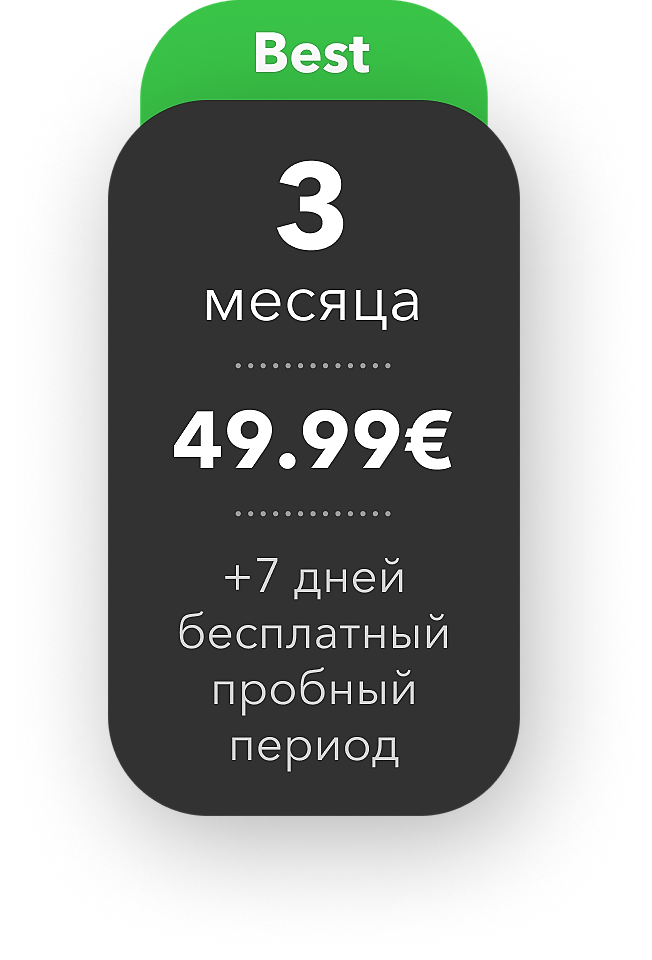 Best
3
месяца
49.99€
+7 дней
бесплатный
пробный
период